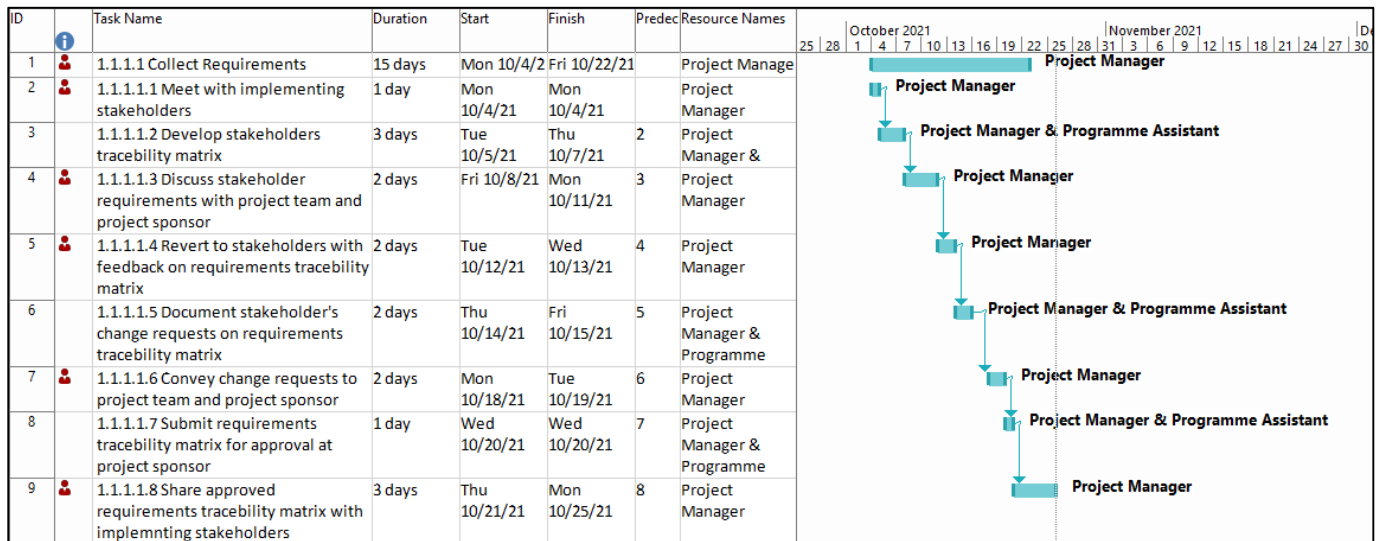 ID Task Name Duration Start Finish Predec Resource Names
October 2021 November 2021 De
25 28 1 4 7 10 13 16 19 22 25 28 31 3 6 9 12 15 18 21 24 27 30
1 1.1.1.1 Collect Requirements 15 days Mon 10/4/2 Fri 10/22/21 Project Manage Project Manager
2 1.1.1.1.1 Meet with implementing 1 day Mon Mon Project Project Manager
stakeholders 10/4/21 10/4/21 Manager
3 1.1.1.1.2 Develop stakeholders 3 days Tue Thu 2 Project Project Manager & Programme Assistant
tracebility matrix 10/5/21 10/7/21 Manager &
4 1.1.1.1.3 Discuss stakeholder 2 days Fri 10/8/21 Mon 3 Project Project Manager
requirements with project team and 10/11/21 Manager
project sponsor
5 1.1.1.1.4 Revert to stakeholders with 2 days Tue Wed 4 Project Project Manager
feedback on requirements tracebility 10/12/21 10/13/21 Manager
matrix
6 1.1.1.1.5 Document stakeholder's 2 days Thu Fri 5 Project Project Manager & Programme Assistant
change requests on requirements 10/14/21 10/15/21 Manager &
tracebility matrix Programme
7 1.1.1.1.6 Convey change requests to 2 days Mon Tue 6 Project Project Manager
project team and project sponsor 10/18/21 10/19/21 Manager
8 1.1.1.1.7 Submit requirements 1 day Wed Wed 7 Project Project Manager & Programme Assistant
tracebility matrix for approval at 10/20/21 10/20/21 Manager &
project sponsor Programme
9 1.1.1.1.8 Share approved 3 days Thu Mon 8 Project Project Manager
requirements tracebility matrix with 10/21/21 10/25/21 Manager
implemnting stakeholders